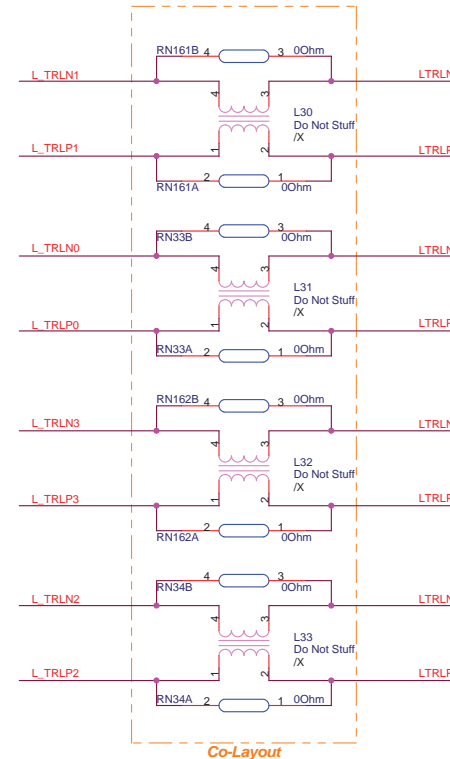 RN161B 4 3 0Ohm
L_TRLN1 LTRLN
4 3
L30
Do Not Stuff
/X
1 2
L_TRLP1 LTRLP
RN161A 2 1 0Ohm
RN33B 4 3 0Ohm
L_TRLN0 LTRLN
4 3
L31
Do Not Stuff
/X
1 2
L_TRLP0 LTRLP
RN33A 2 1 0Ohm
RN162B 4 3 0Ohm
L_TRLN3 LTRLN
4 3
L32
Do Not Stuff
/X
1 2
L_TRLP3 LTRLP
RN162A 2 1 0Ohm
RN34B 4 3 0Ohm
L_TRLN2 LTRLN
4 3
L33
Do Not Stuff
/X
1 2
L_TRLP2 LTRLP
RN34A 2 1 0Ohm
Co-Layout